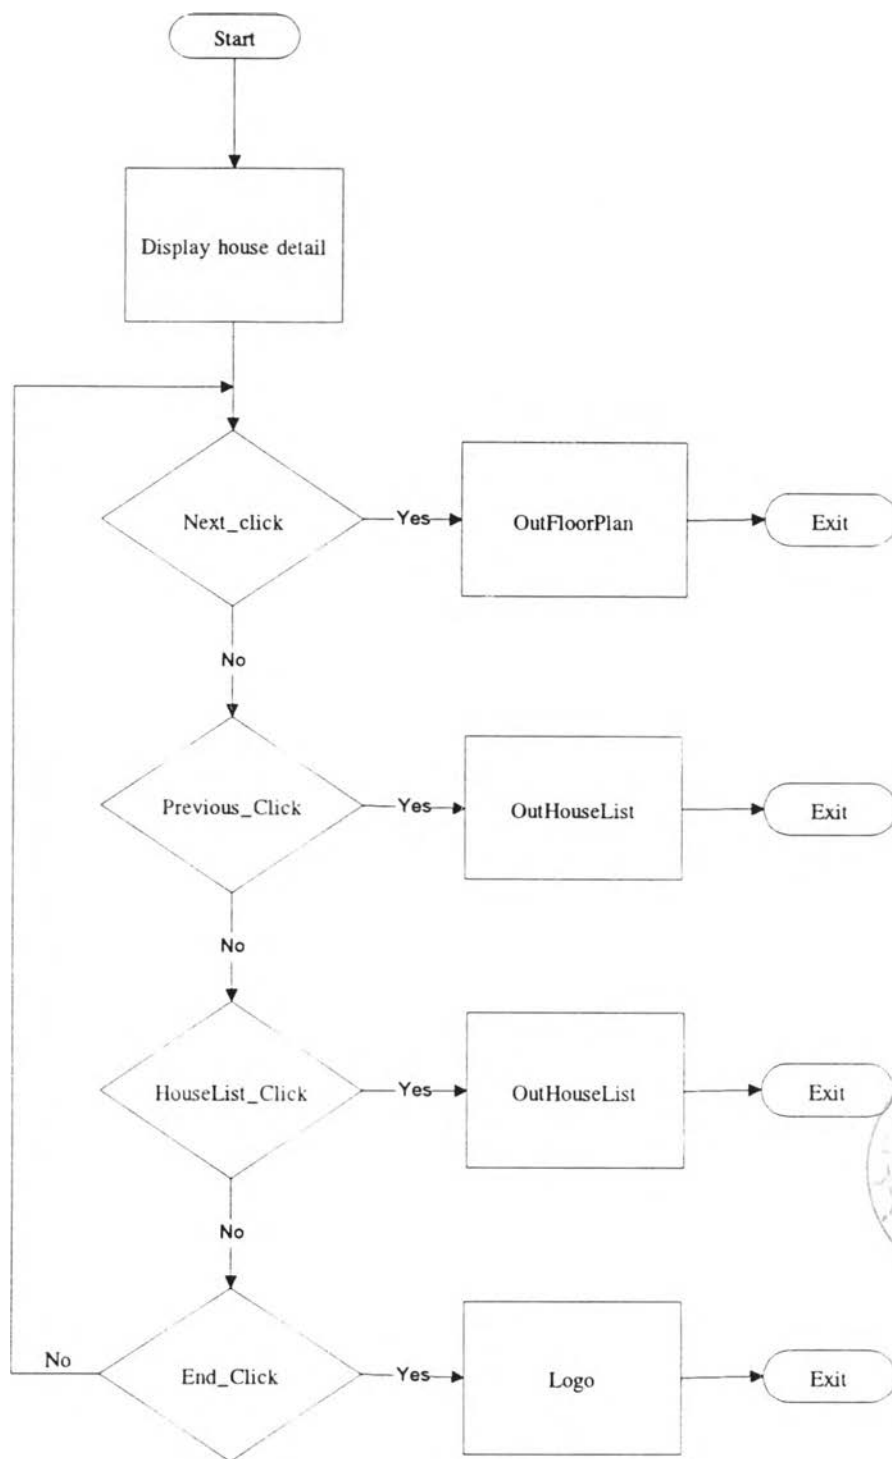 Start
Display house detail
Next_click
Yes
OutFloorPlan
Exit
No
Previous_Click
Yes
OutHouseList
Exit
No
HouseList_Click
Yes
OutHouseList
Exit
No
End_Click
No
Yes
Logo
Exit